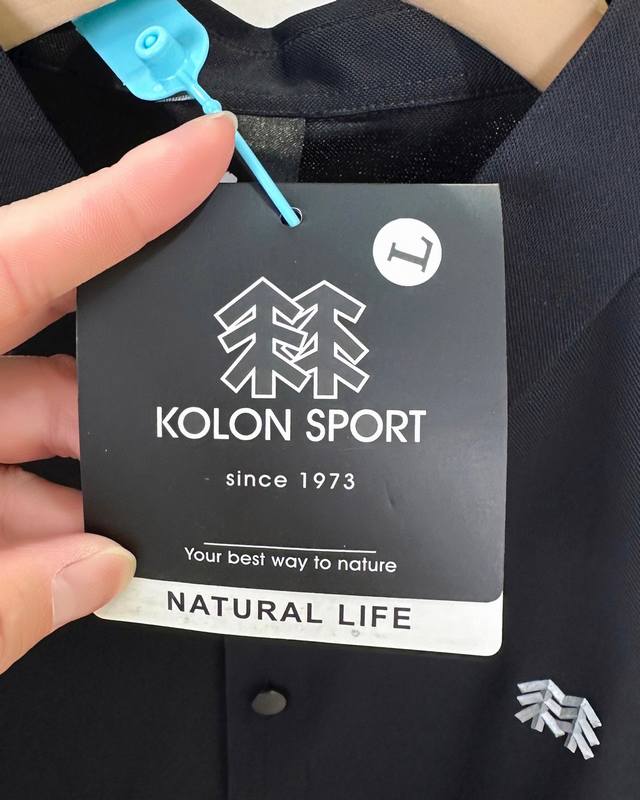 L
KOLON SPORT
since 1973
Your best way to nature
NATURAL LIFE